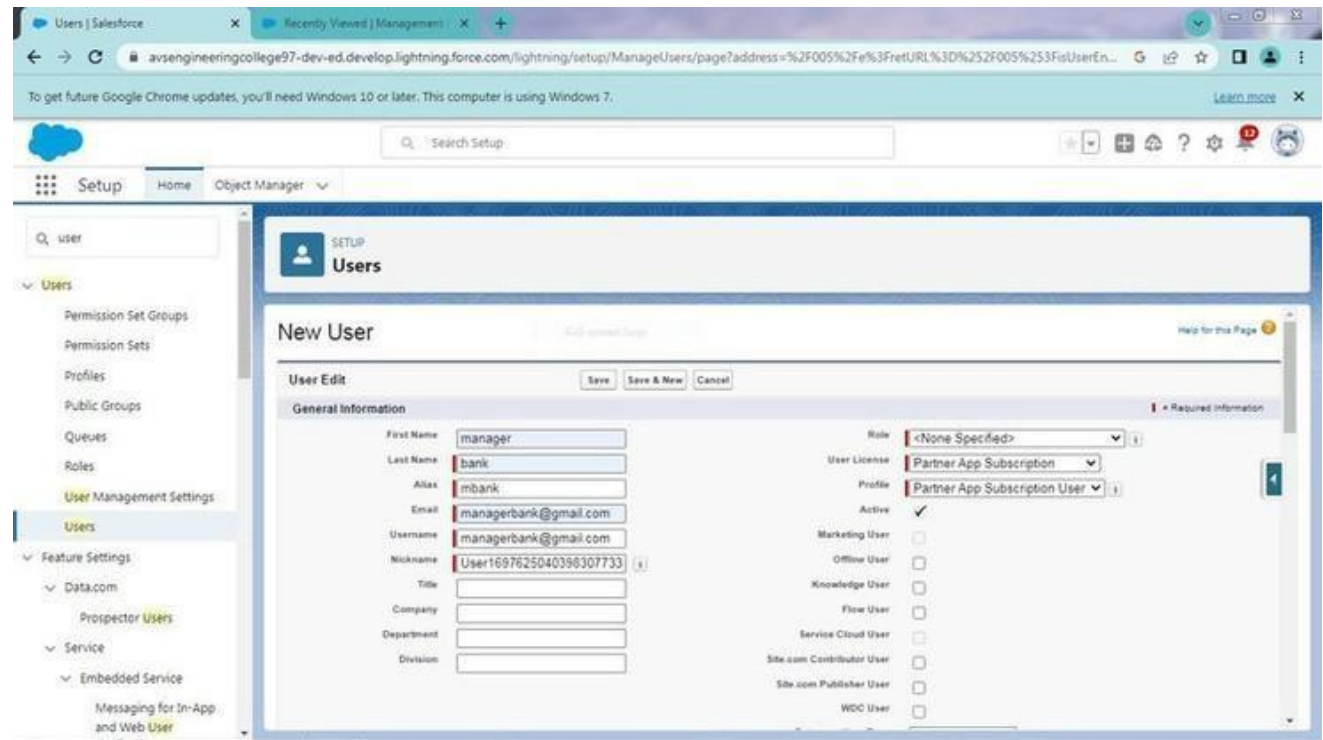 Users | Salesforce
Recently Viewed | Management
avsengineeringcollege97-dev-ed.develop.lightning.force.com/lightning/setup/ManageUsers/page?address=%2F005%2Fe%3FretURL%3D%252F005%253FisUserEn...
To get future Google Chrome updates, you'll need Windows 10 or later. This computer is using Windows 7.
Learn more
Search Setup
12
Setup
Home
Object Manager
user
Users
Permission Set Groups
Permission Sets
Profiles
Public Groups
Queues
Roles
User Management Settings
Users
Feature Settings
Data.com
Prospector Users
Service
Embedded Service
Messaging for In-App
and Web User
SETUP
Users
New User
Help for this Page
User Edit
Save
Save & New
Cancel
General Information
= Required Information
First Name manager
Last Name bank
Alias mbank
Email managerbank@gmail.com
Username managerbank@gmail.com
Nickname User1697625040398307733
Title
Company
Department
Division
Role <None Specified>
User License Partner App Subscription
Profile Partner App Subscription User
Active
Marketing User
Offline User
Knowledge User
Flow User
Service Cloud User
Site.com Contributor User
Site.com Publisher User
WDC User